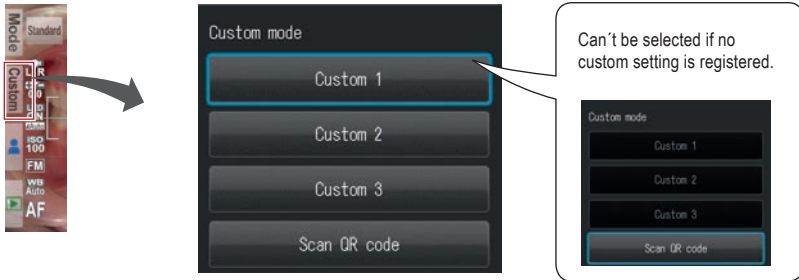 Mode
Standard
Custom
ISO
100
FM
WB
Auto
AF
Custom mode
Custom 1
Custom 2
Custom 3
Scan QR code
Can´t be selected if no
custom setting is registered.
Custom mode
Custom 1
Custom 2
Custom 3
Scan QR code